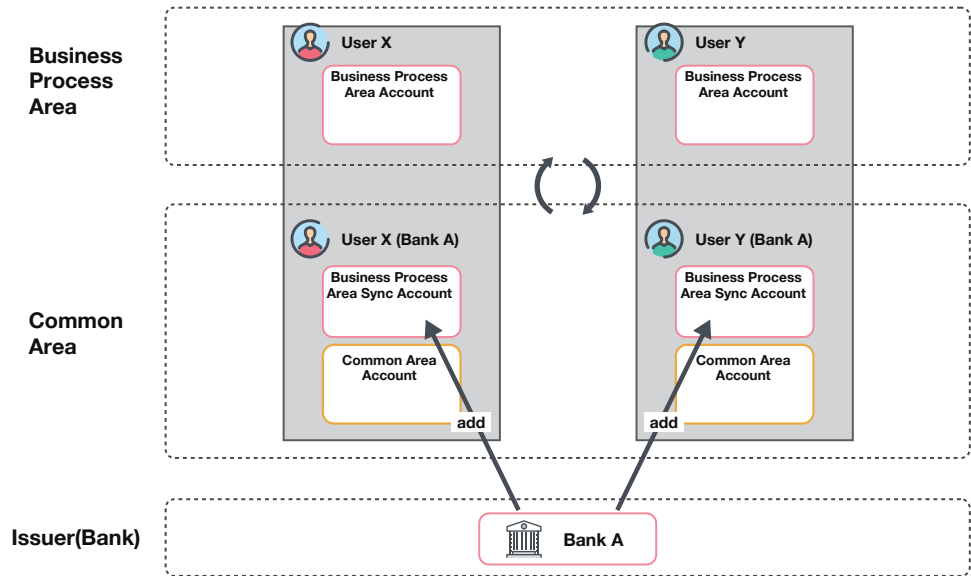 Business
Process
Area
User X
Business Process
Area Account
User Y
Business Process
Area Account
Common
Area
User X (Bank A)
Business Process
Area Sync Account
Common Area
Account
add
User Y (Bank A)
Business Process
Area Sync Account
Common Area
Account
add
Issuer(Bank)
Bank A